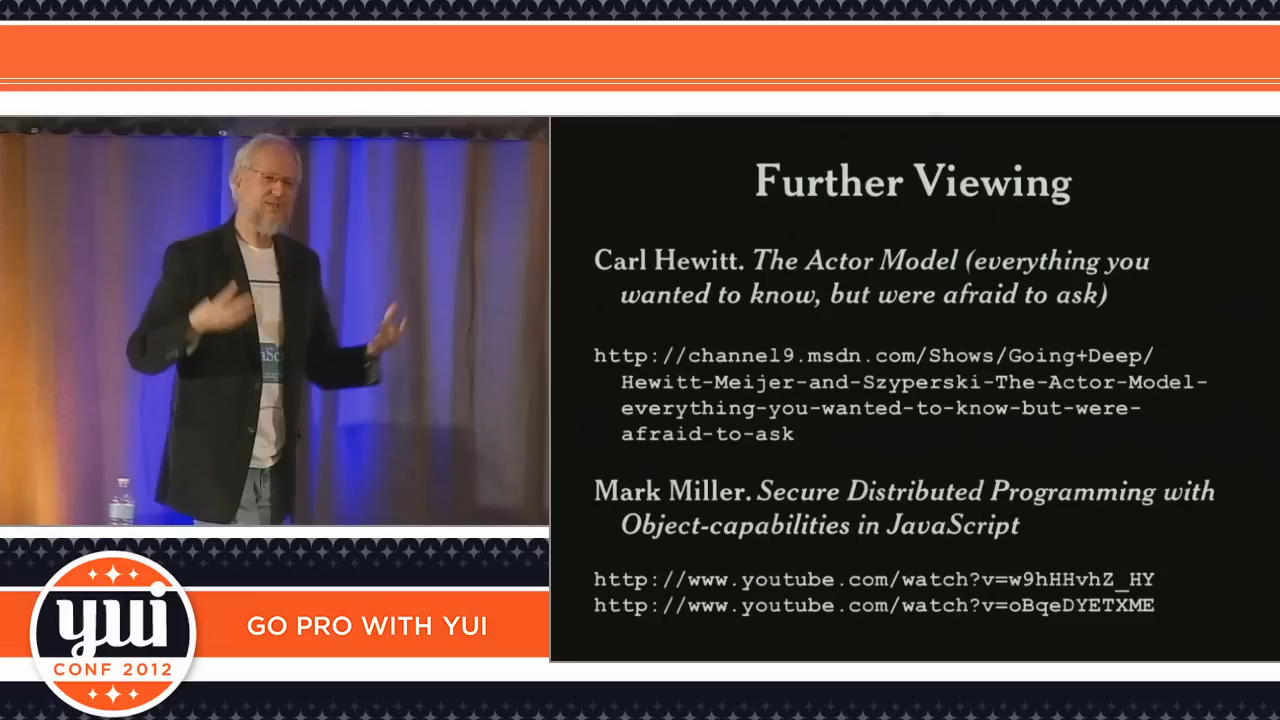 Further Viewing
Carl Hewitt. The Actor Model (everything you
wanted to know, but were afraid to ask)
http://channel9.msdn.com/Shows/Going+Deep/
Hewitt-Meijer-and-Szyperski-The-Actor-Model-
everything-you-wanted-to-know-but-were-
afraid-to-ask
Mark Miller. Secure Distributed Programming with
Object-capabilities in JavaScript
http://www.youtube.com/watch?v=w9hHHvhZ_HY
http://www.youtube.com/watch?v=oBqeDYETXME
yui
CONF 2012
GO PRO WITH YUI